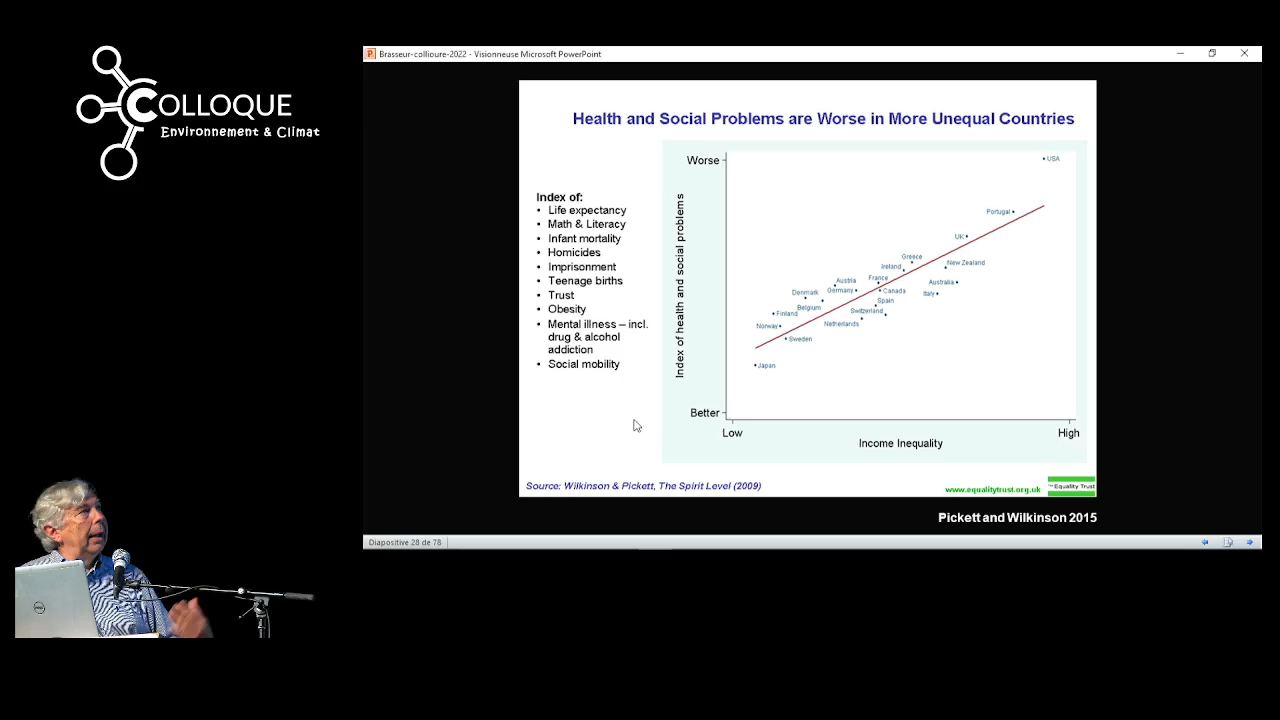 COLLOQUE
Environnement & Climat
Brasseur-collioure-2022 - Visionneuse Microsoft PowerPoint
Health and Social Problems are Worse in More Unequal Countries
Index of:
• Life expectancy
• Math & Literacy
• Infant mortality
• Homicides
• Imprisonment
• Teenage births
• Trust
• Obesity
• Mental illness – incl.
drug & alcohol
addiction
• Social mobility
Index of health and social problems
Worse
Better
USA
Portugal
UK
Greece
Ireland
New Zealand
France
Austria
Australia
Germany
Canada
Italy
Denmark
Spain
Belgium
Switzerland
Finland
Netherlands
Norway
Sweden
Japan
Low
High
Income Inequality
Source: Wilkinson & Pickett, The Spirit Level (2009)
www.equalitytrust.org.uk
The Equality Trust
Pickett and Wilkinson 2015
Diapositive 28 de 78
DELL